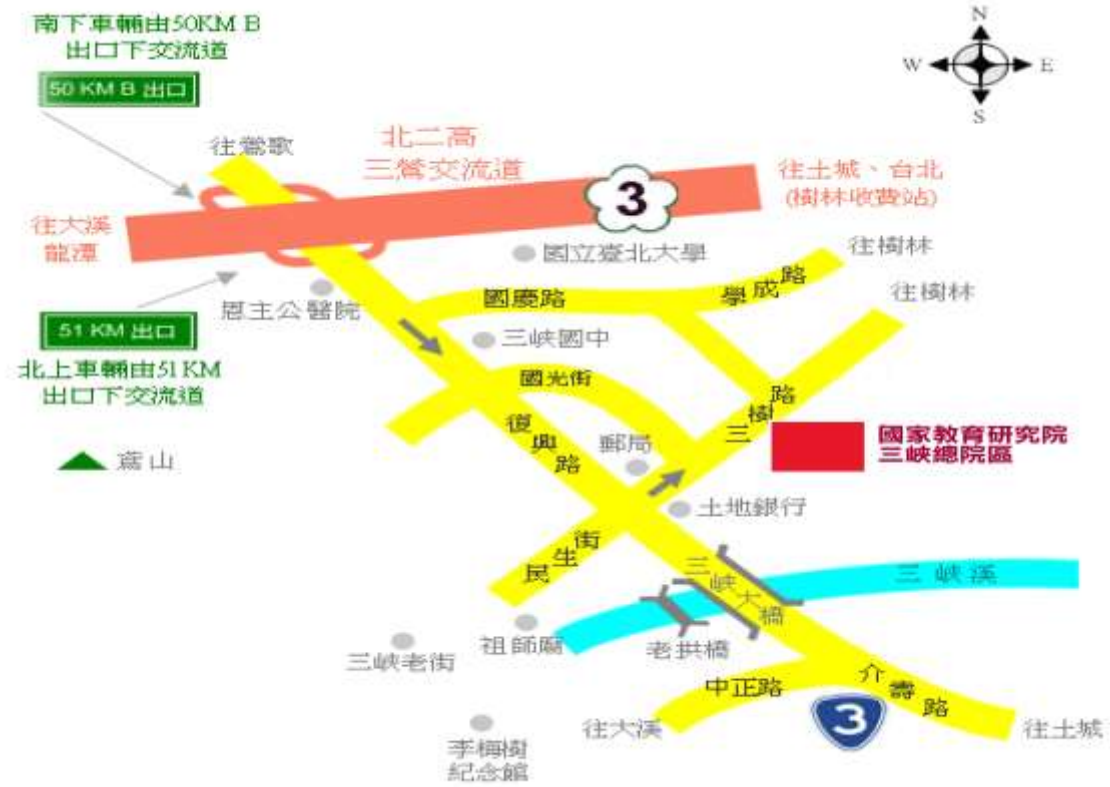 南下車輛由50KM B
出口下交流道
50 KM B 出口
N
W
E
S
往鶯歌
北二高
三鶯交流道
3
往土城、台北
(樹林收費站)
往大溪
龍潭
國立臺北大學
往樹林
往樹林
恩主公醫院
國慶路
學成路
51 KM 出口
北上車輛由51KM
出口下交流道
三峽國中
國光街
三樹路
復興路
郵局
國家教育研究院
三峽總院區
鳶山
土地銀行
民生街
三峽大橋
三峽溪
祖師廟
老拱橋
三峽老街
中正路
介壽路
3
往大溪
往土城
李梅樹
紀念館